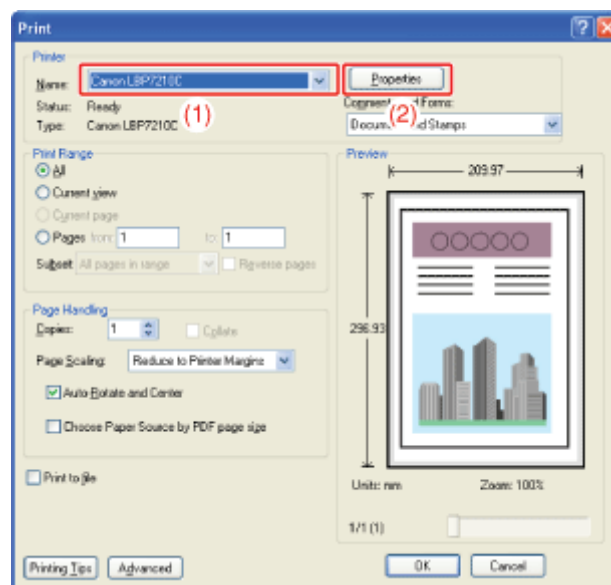 Print
Printer
Name: Canon LBP7210C
Properties
Status: Ready
(1)
(2)
Type: Canon LBP7210C
Comments and Forms:
Document and Stamps
Print Range
All
Current view
Current page
Pages from: 1 to: 1
Subset: All pages in range Reverse pages
Page Handling
Copies: 1 Collate
Page Scaling: Reduce to Printer Margins
Auto-Rotate and Center
Choose Paper Source by PDF page size
Print to file
Printing Tips
Advanced
Preview
209.97
296.93
Units: mm Zoom: 100%
1/1 (1)
OK
Cancel